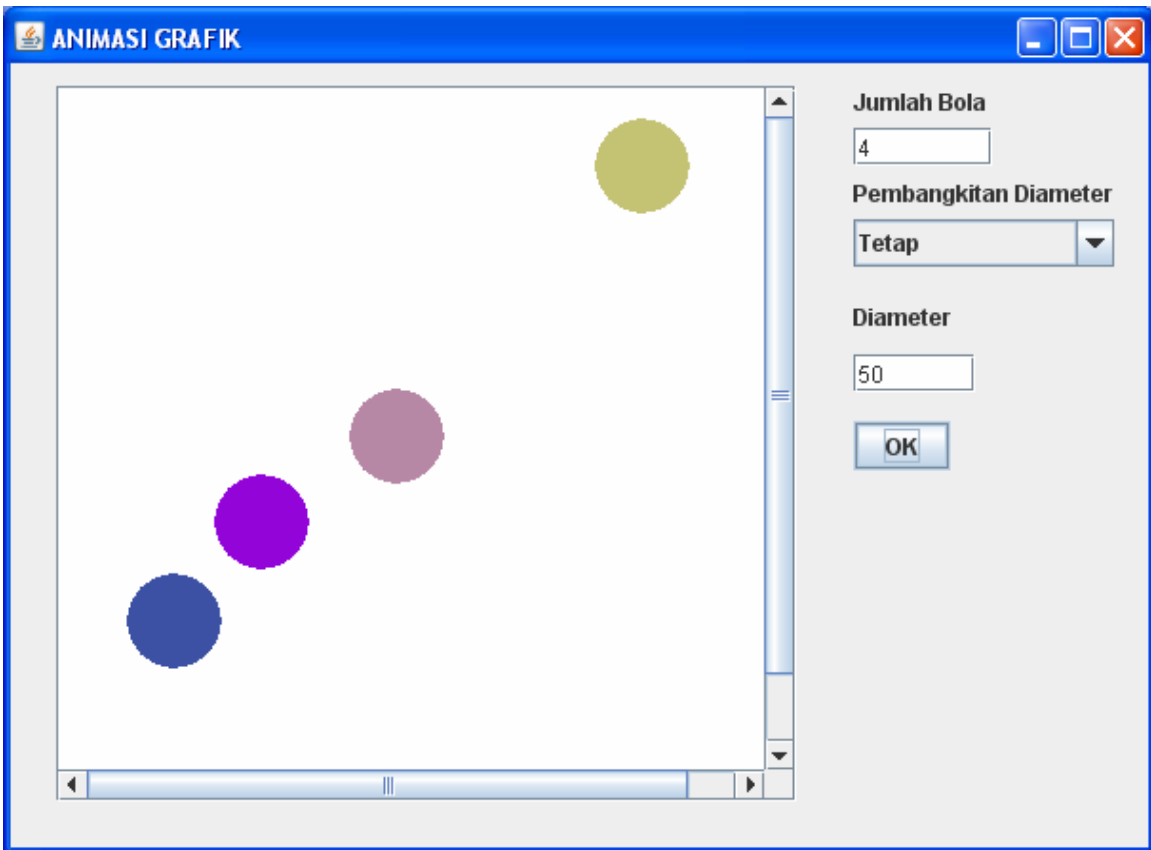 ANIMASI GRAFIK
Jumlah Bola
4
Pembangkitan Diameter
Tetap
Diameter
50
OK